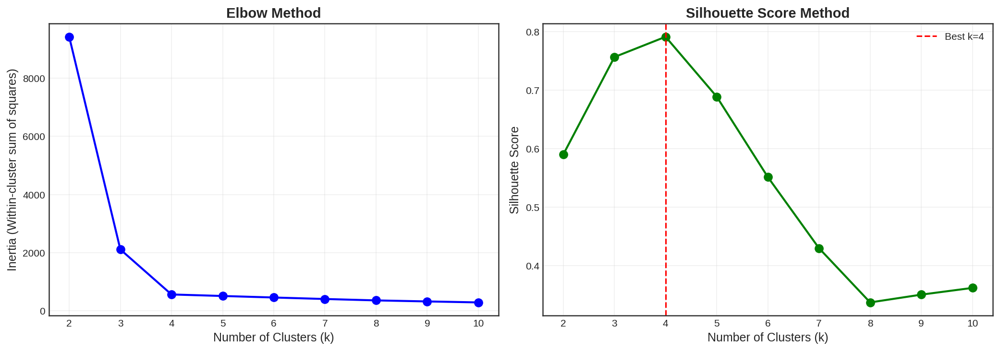 Elbow Method
Inertia (Within-cluster sum of squares)
8000
6000
4000
2000
0
2 3 4 5 6 7 8 9 10
Number of Clusters (k)
Silhouette Score Method
Best k=4
Silhouette Score
0.8
0.7
0.6
0.5
0.4
2 3 4 5 6 7 8 9 10
Number of Clusters (k)